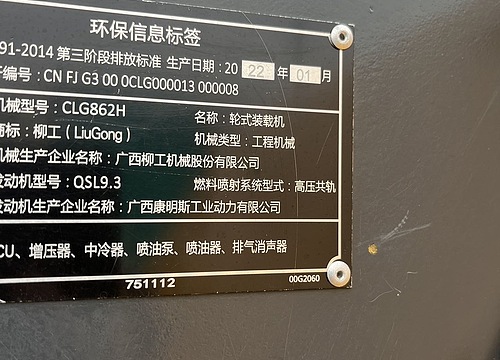 环保信息标签
91-2014 第三阶段排放标准 生产日期：20 22 年 01 月
编号：CN FJ G3 00 0CLG000013 000008
机械型号：CLG862H 名称：轮式装载机
商标：柳工（LiuGong） 机械类型：工程机械
机械生产企业名称：广西柳工机械股份有限公司
发动机型号：QSL9.3 燃料喷射系统型式：高压共轨
发动机生产企业名称：广西康明斯工业动力有限公司
CU、增压器、中冷器、喷油泵、喷油器、排气消声器
751112 00G2060